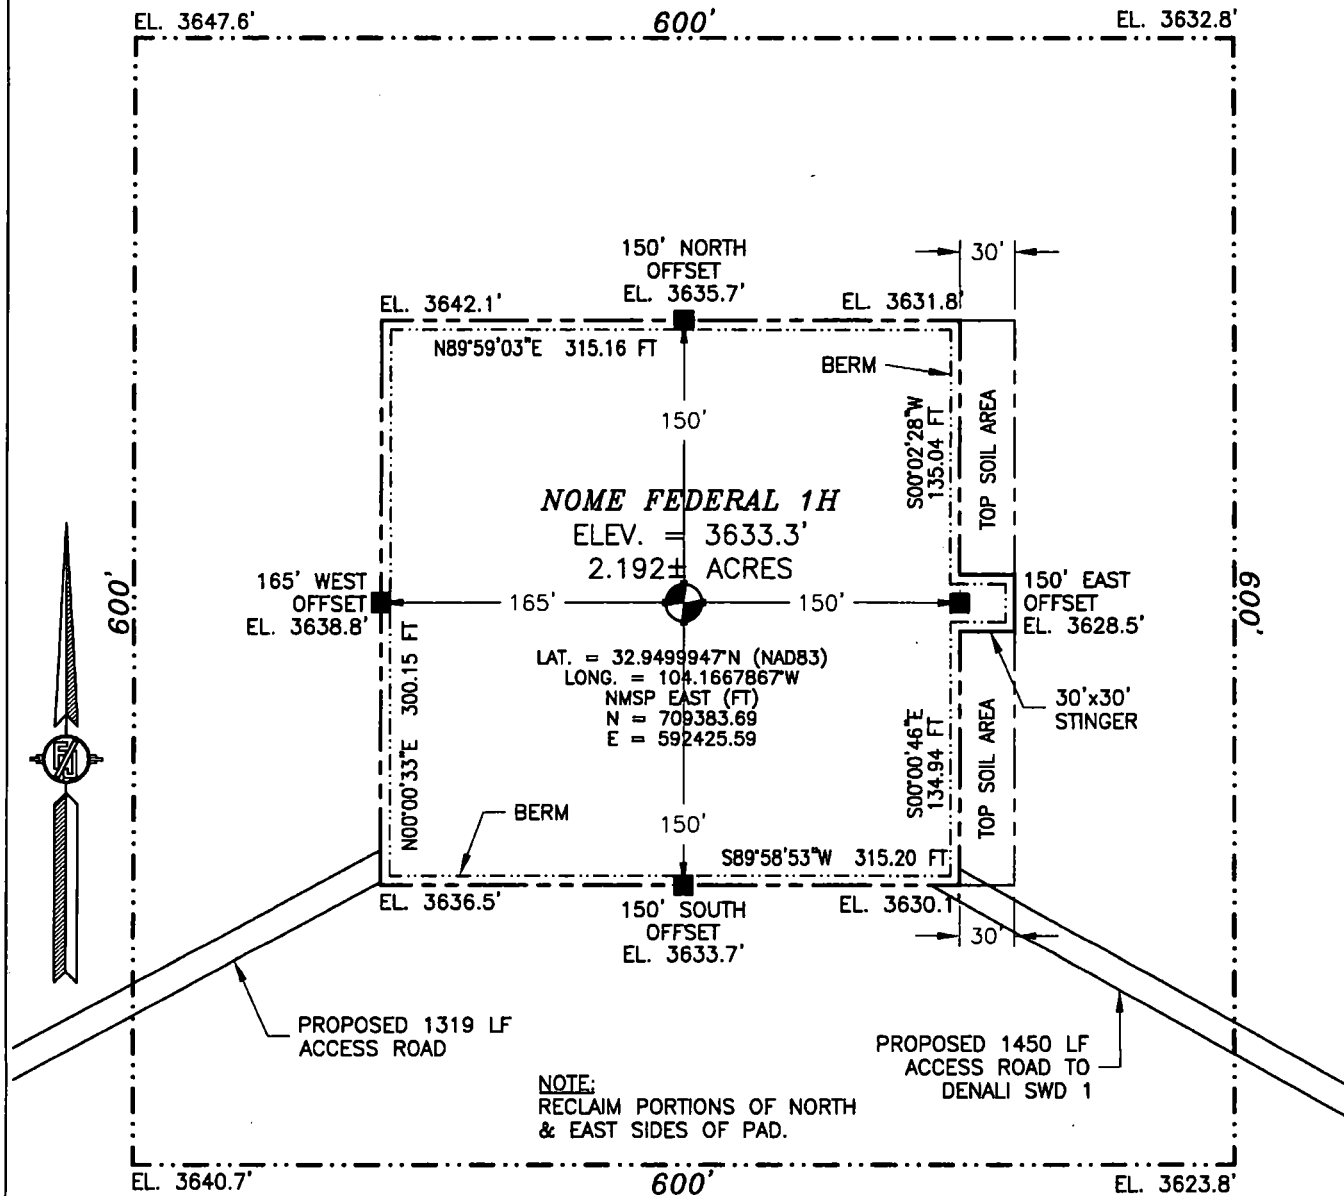 EL. 3647.6'
600'
EL. 3632.8'
150' NORTH
OFFSET
EL. 3635.7'
30'
EL. 3642.1'
EL. 3631.8'
N89°59'03"E 315.16 FT
BERM
150'
S00°02'28"W
135.04 FT
TOP SOIL AREA
NOME FEDERAL 1H
ELEV. = 3633.3'
2.192± ACRES
600'
165' WEST
OFFSET
EL. 3638.8'
165'
150'
150' EAST
OFFSET
EL. 3628.5'
600'
LAT. = 32.9499947°N (NAD83)
LONG. = 104.1667867°W
NMSP EAST (FT)
N = 709383.69
E = 592425.59
30'x30'
STINGER
N00°00'33"E 300.15 FT
S00°00'46"E
134.94 FT
TOP SOIL AREA
BERM
150'
S89°58'53"W 315.20 FT
EL. 3636.5'
150' SOUTH
OFFSET
EL. 3633.7'
EL. 3630.1
30'
PROPOSED 1319 LF
ACCESS ROAD
PROPOSED 1450 LF
ACCESS ROAD TO
DENALI SWD 1
NOTE:
RECLAIM PORTIONS OF NORTH
& EAST SIDES OF PAD.
EL. 3640.7'
600'
EL. 3623.8'